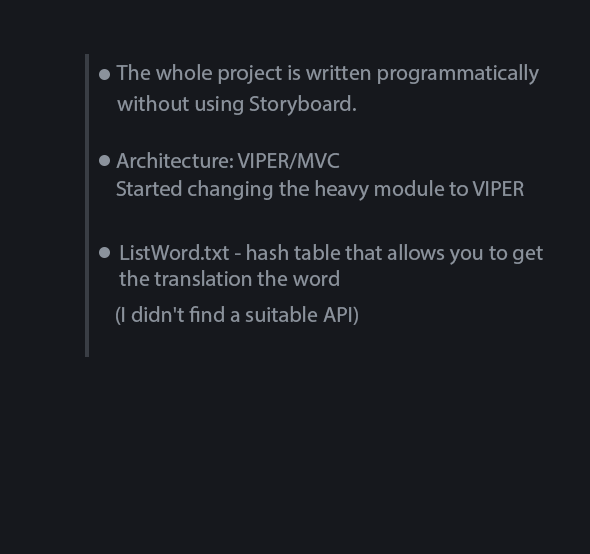 • The whole project is written programmatically
without using Storyboard.
• Architecture: VIPER/MVC
Started changing the heavy module to VIPER
• ListWord.txt - hash table that allows you to get
the translation the word
(I didn't find a suitable API)